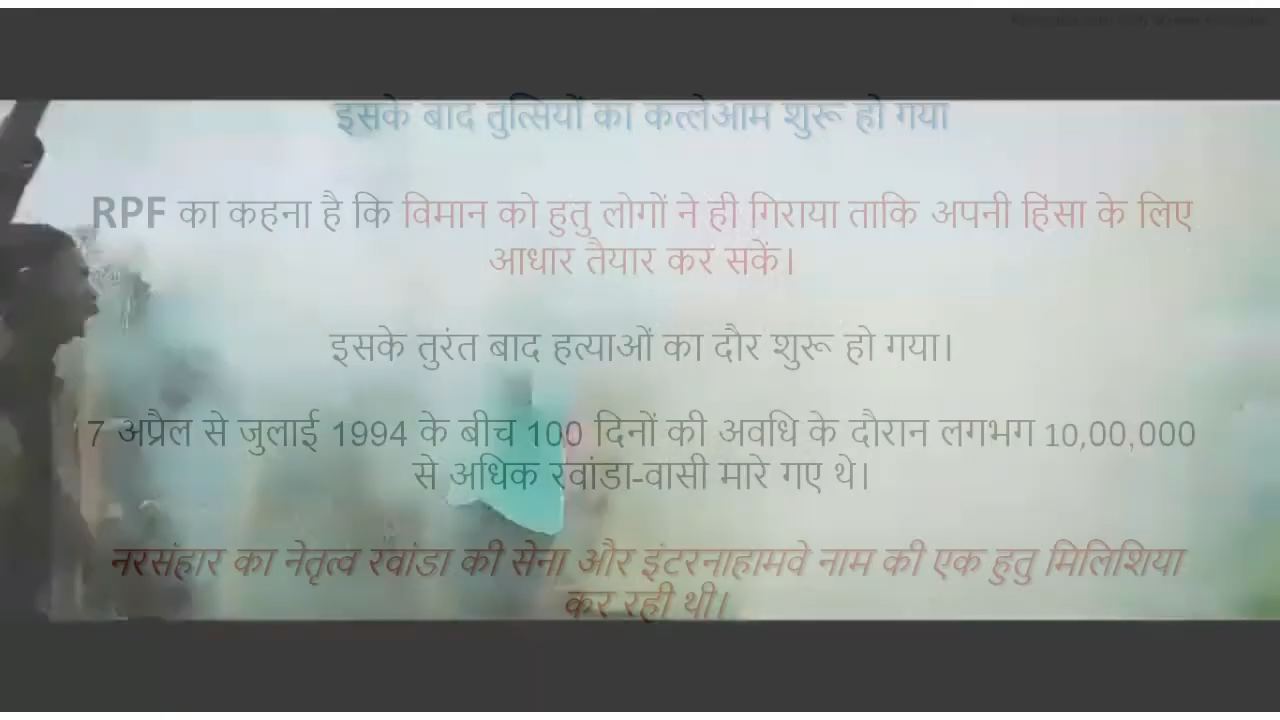 इसके बाद तुत्सियों का कत्लेआम शुरू हो गया
RPF का कहना है कि विमान को हुतु लोगों ने ही गिराया ताकि अपनी हिंसा के लिए
आधार तैयार कर सकें।
इसके तुरंत बाद हत्याओं का दौर शुरू हो गया।
7 अप्रैल से जुलाई 1994 के बीच 100 दिनों की अवधि के दौरान लगभग 10,00,000
से अधिक रवांडा-वासी मारे गए थे।
नरसंहार का नेतृत्व रवांडा की सेना और इंटरनाहामवे नाम की एक हुतु मिलिशिया
कर रही थी।